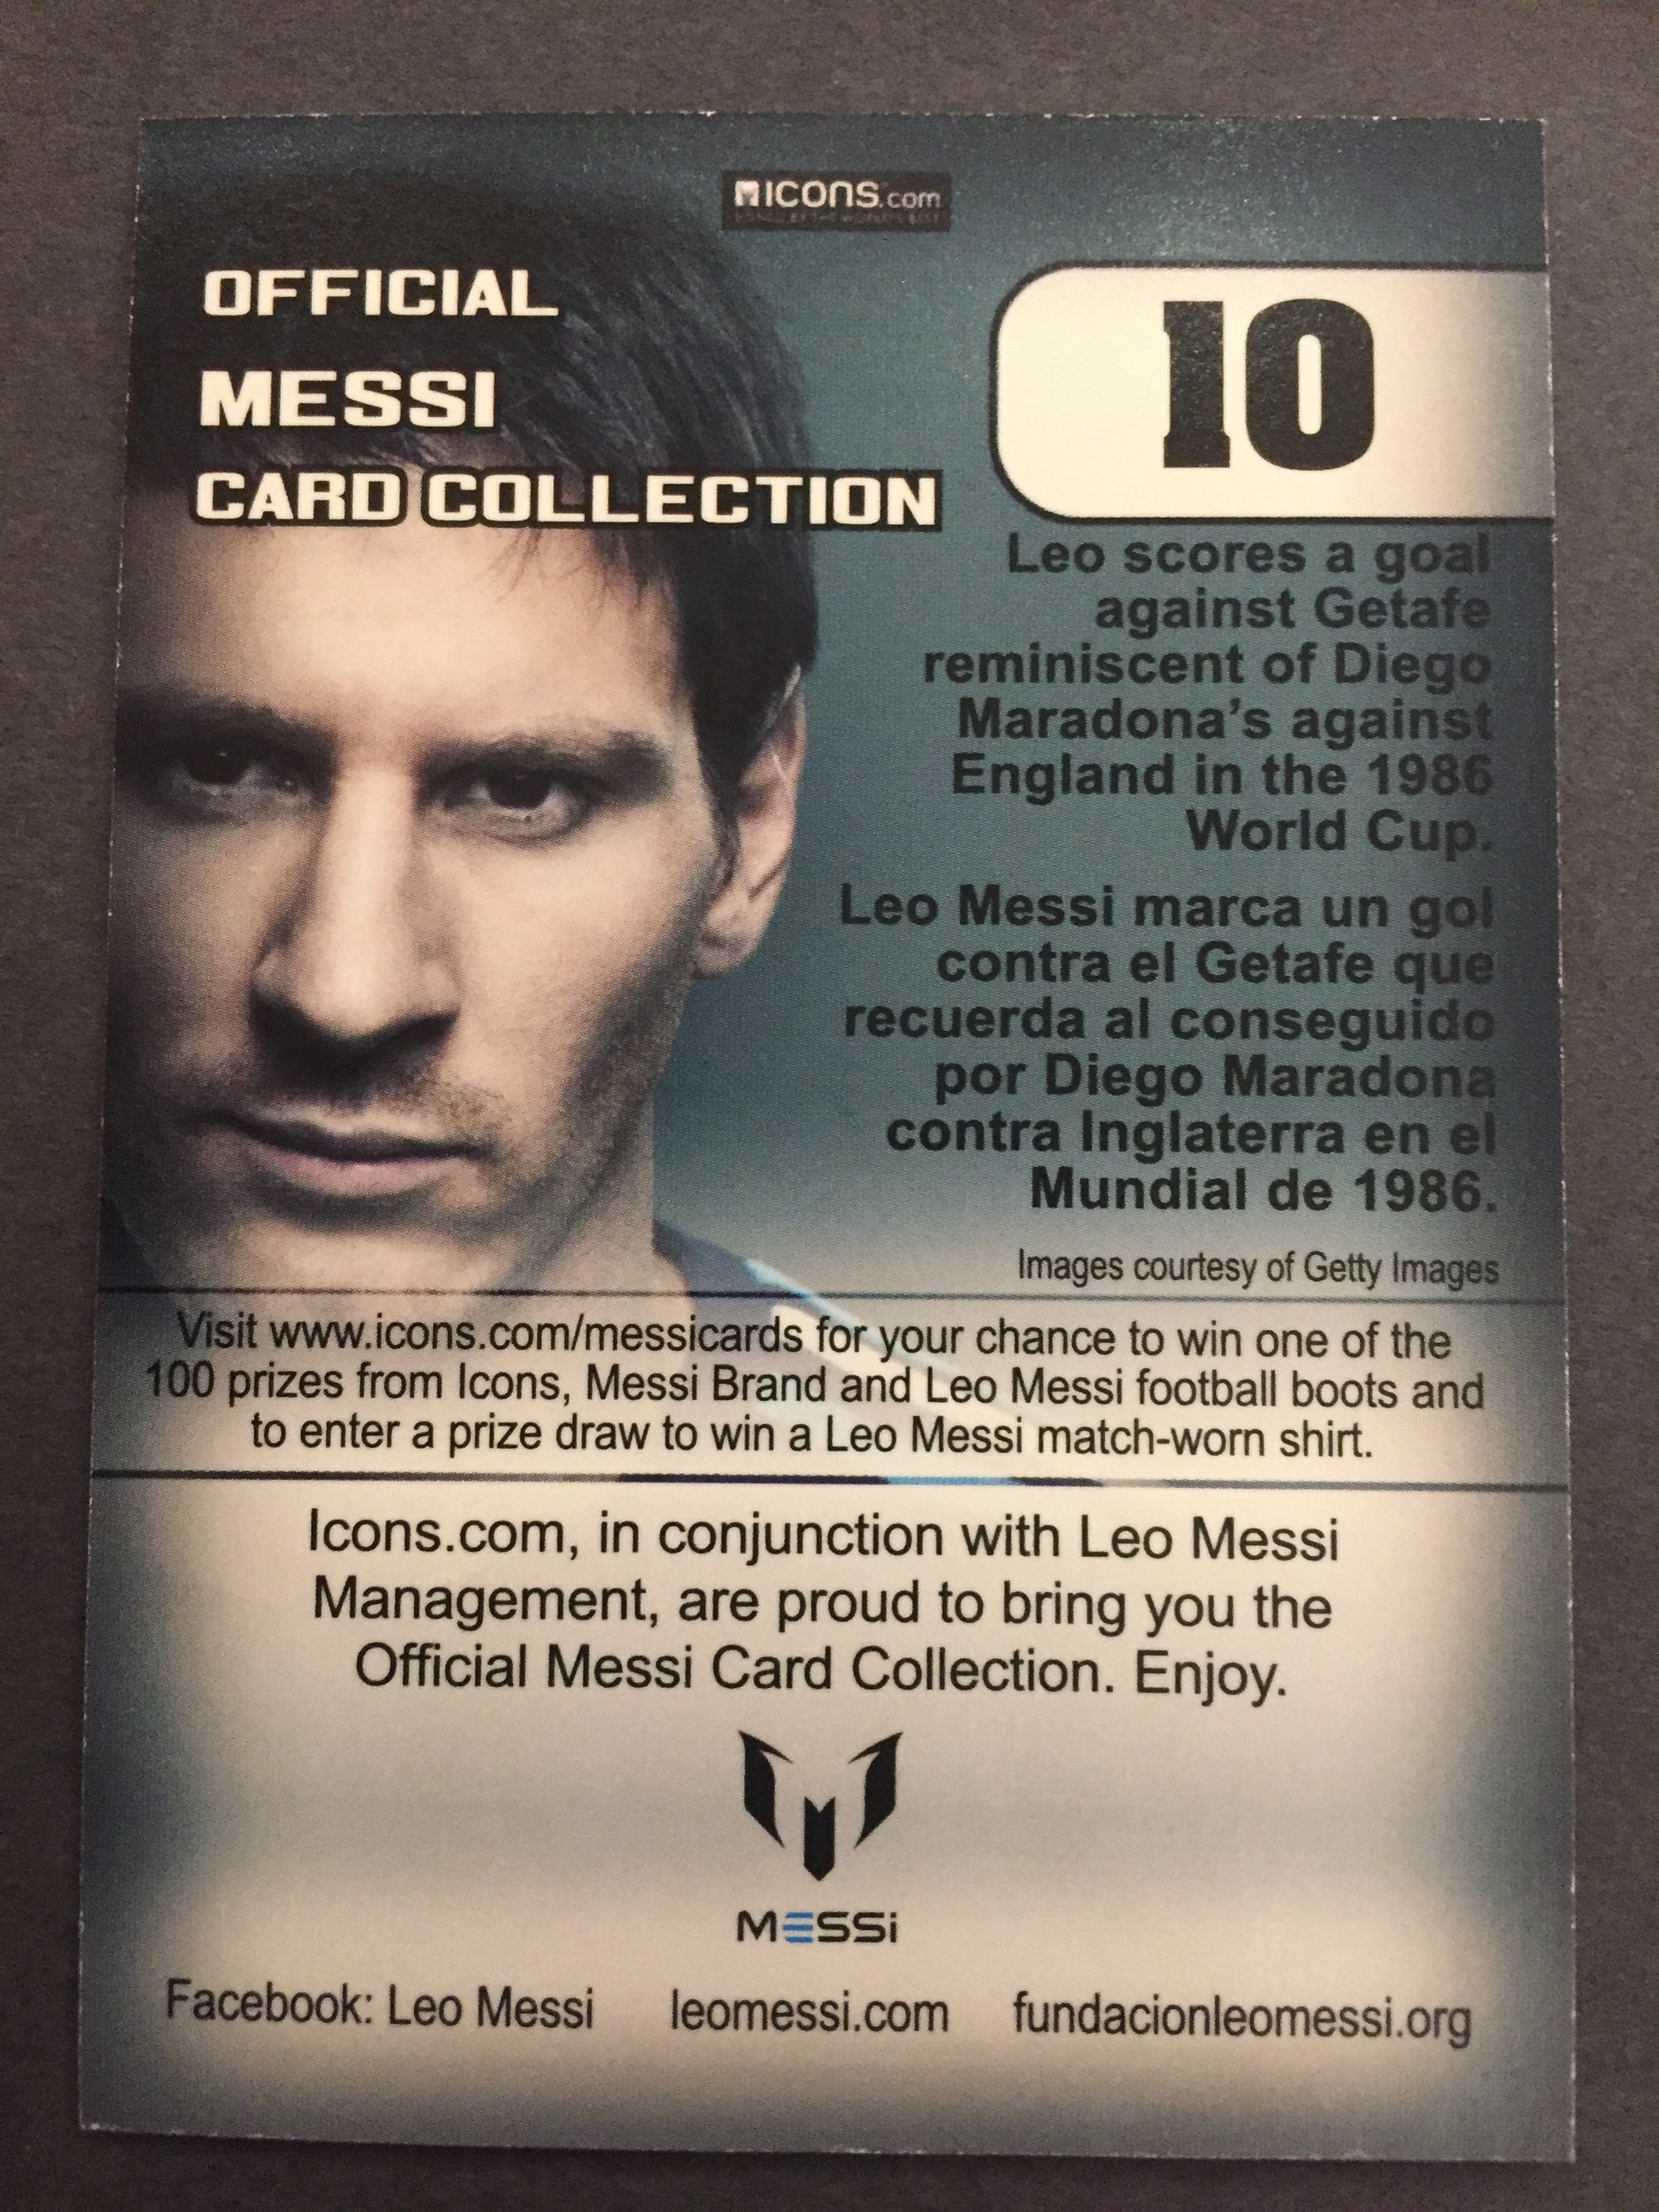 ICONS.com
OFFICIAL
MESSI
CARD COLLECTION
10
Leo scores a goal
against Getafe
reminiscent of Diego
Maradona's against
England in the 1986
World Cup.
Leo Messi marca un gol
contra el Getafe que
recuerda al conseguido
por Diego Maradona
contra Inglaterra en el
Mundial de 1986.
Images courtesy of Getty Images
Visit www.icons.com/messicards for your chance to win one of the
100 prizes from Icons, Messi Brand and Leo Messi football boots and
to enter a prize draw to win a Leo Messi match-worn shirt.
Icons.com, in conjunction with Leo Messi
Management, are proud to bring you the
Official Messi Card Collection. Enjoy.
MESSi
Facebook: Leo Messi leomessi.com fundacionleomessi.org